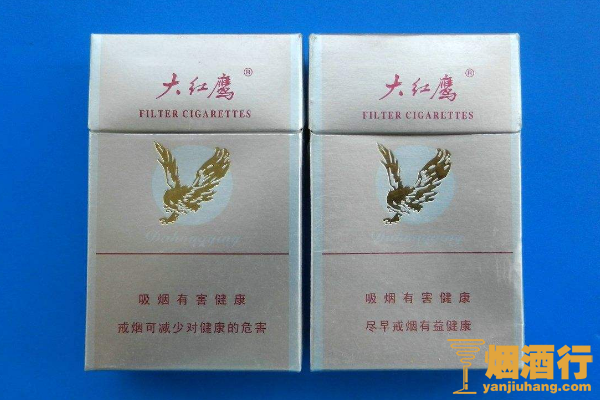 大红鹰®
FILTER CIGARETTES
Dahongying
吸烟有害健康
戒烟可减少对健康的危害
大红鹰®
FILTER CIGARETTES
Dahongying
吸烟有害健康
尽早戒烟有益健康
烟酒行
yanjiuhang.com